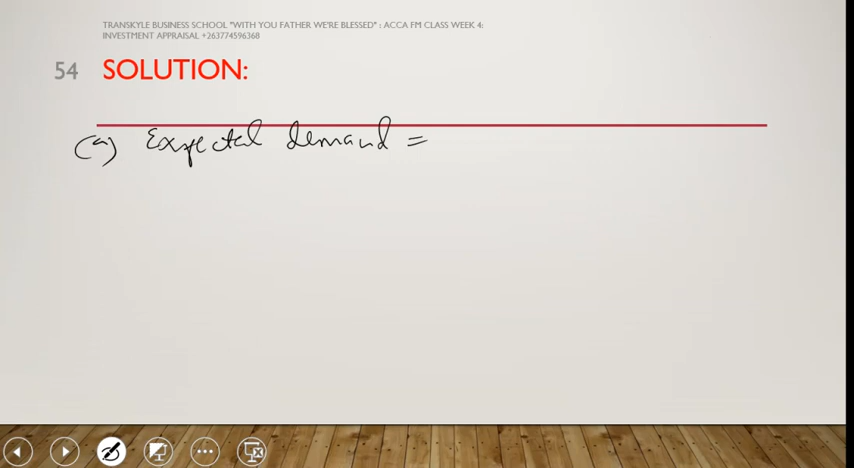 TRANSKYLE BUSINESS SCHOOL "WITH YOU FATHER WE'RE BLESSED" : ACCA FM CLASS WEEK 4:
INVESTMENT APPRAISAL +263774596368
54 SOLUTION:
(a) Expected demand =